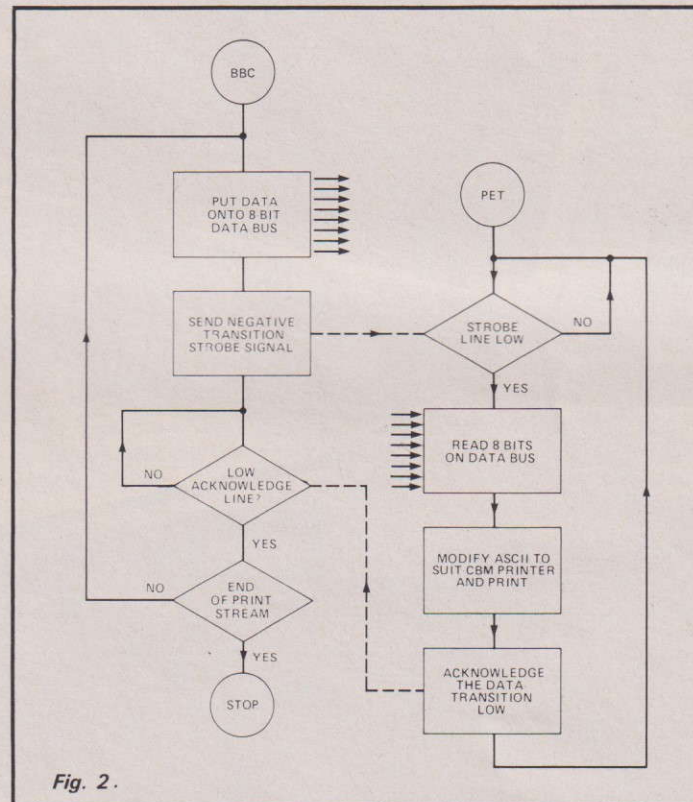 BBC
PUT DATA
ONTO 8 BIT
DATA BUS
SEND NEGATIVE
TRANSITION
STROBE SIGNAL
LOW
ACKNOWLEDGE
LINE?
NO
YES
END
OF PRINT
STREAM
NO
YES
STOP
PET
STROBE
LINE LOW
NO
YES
READ 8 BITS
ON DATA BUS
MODIFY ASCII TO
SUIT CBM PRINTER
AND PRINT
ACKNOWLEDGE
THE DATA
TRANSITION
LOW
Fig. 2.